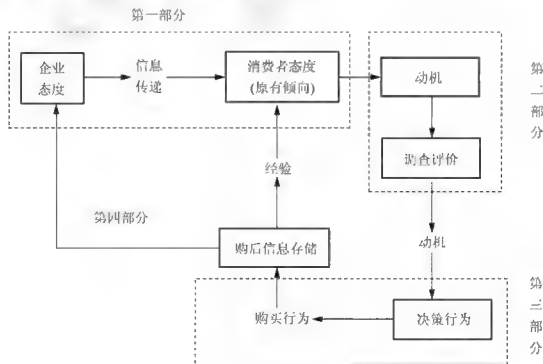 第一部分
企业
态度
信息
传递
消费者态度
(原有倾向)
动机
调查评价
第
二
部
分
经验
第四部分
购后信息存储
动机
购买行为
决策行为
第
三
部
分